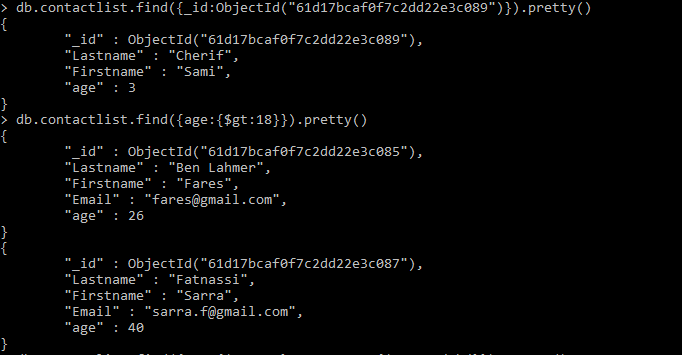 > db.contactlist.find({_id:ObjectId("61d17bcaf0f7c2dd22e3c089")}).pretty()
{
        "_id" : ObjectId("61d17bcaf0f7c2dd22e3c089"),
        "Lastname" : "Cherif",
        "Firstname" : "Sami",
        "age" : 3
}
> db.contactlist.find({age:{$gt:18}}).pretty()
{
        "_id" : ObjectId("61d17bcaf0f7c2dd22e3c085"),
        "Lastname" : "Ben Lahmer",
        "Firstname" : "Fares",
        "Email" : "fares@gmail.com",
        "age" : 26
}
{
        "_id" : ObjectId("61d17bcaf0f7c2dd22e3c087"),
        "Lastname" : "Fatnassi",
        "Firstname" : "Sarra",
        "Email" : "sarra.f@gmail.com",
        "age" : 40
}